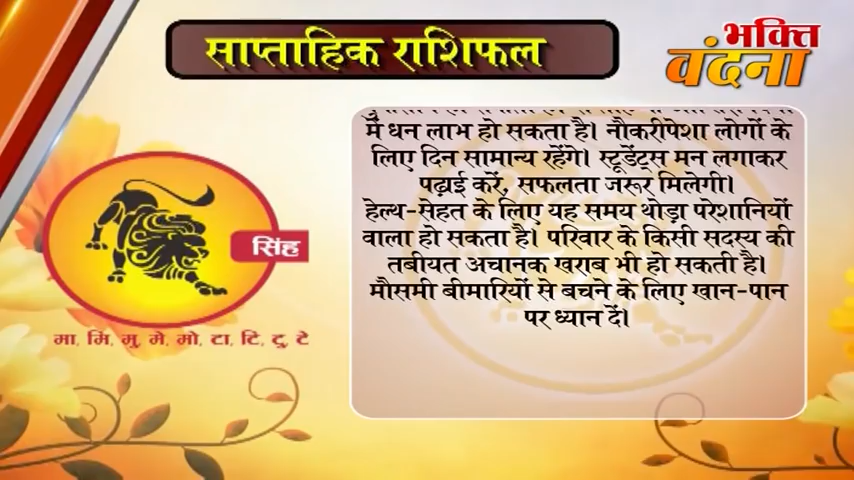 साप्ताहिक राशिफल
भक्ति
वंदना
में धन लाभ हो सकता है। नौकरीपेशा लोगों के
लिए दिन सामान्य रहेंगे। स्टूडेंट्स मन लगाकर
पढ़ाई करें, सफलता जरूर मिलेगी।
हेल्थ-सेहत के लिए यह समय थोड़ा परेशानियों
वाला हो सकता है। परिवार के किसी सदस्य की
तबीयत अचानक खराब भी हो सकती है।
मौसमी बीमारियों से बचने के लिए खान-पान
पर ध्यान दें।
सिंह
मा, मि, मु, मे, मो, टा, टि, टु, टे